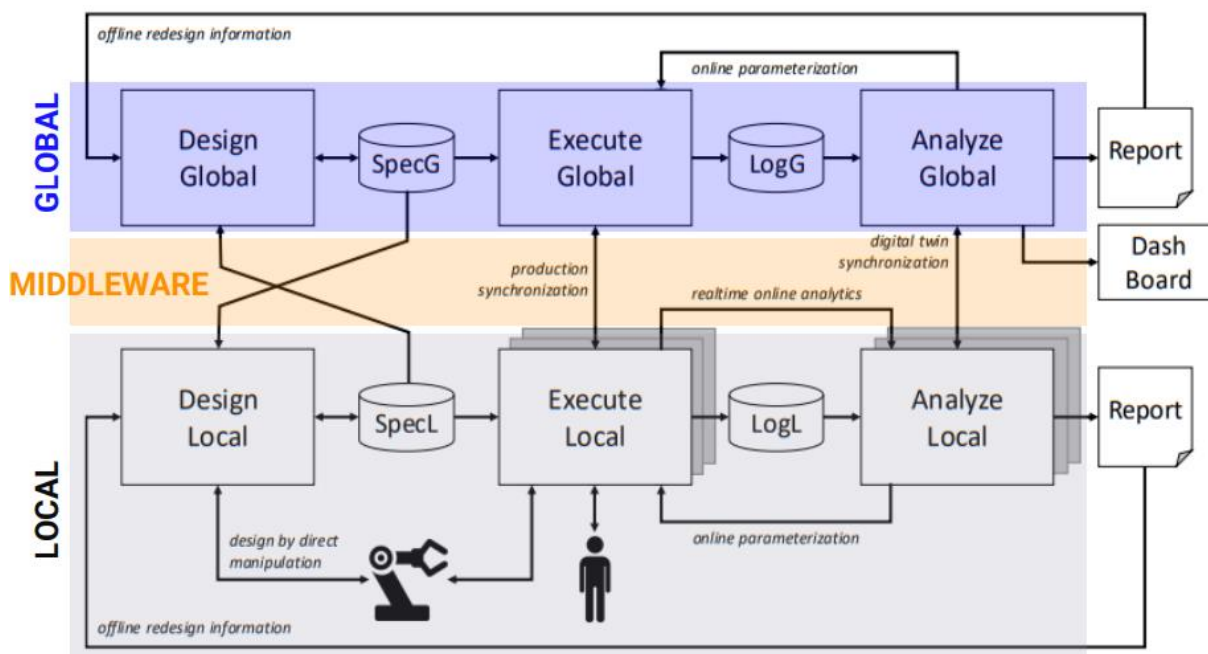 offline redesign information
online parameterization
GLOBAL
Design
Global
SpecG
Execute
Global
LogG
Analyze
Global
Report
MIDDLEWARE
production
synchronization
digital twin
synchronization
realtime online analytics
Dash
Board
LOCAL
Design
Local
SpecL
Execute
Local
LogL
Analyze
Local
Report
design by direct
manipulation
online parameterization
offline redesign information